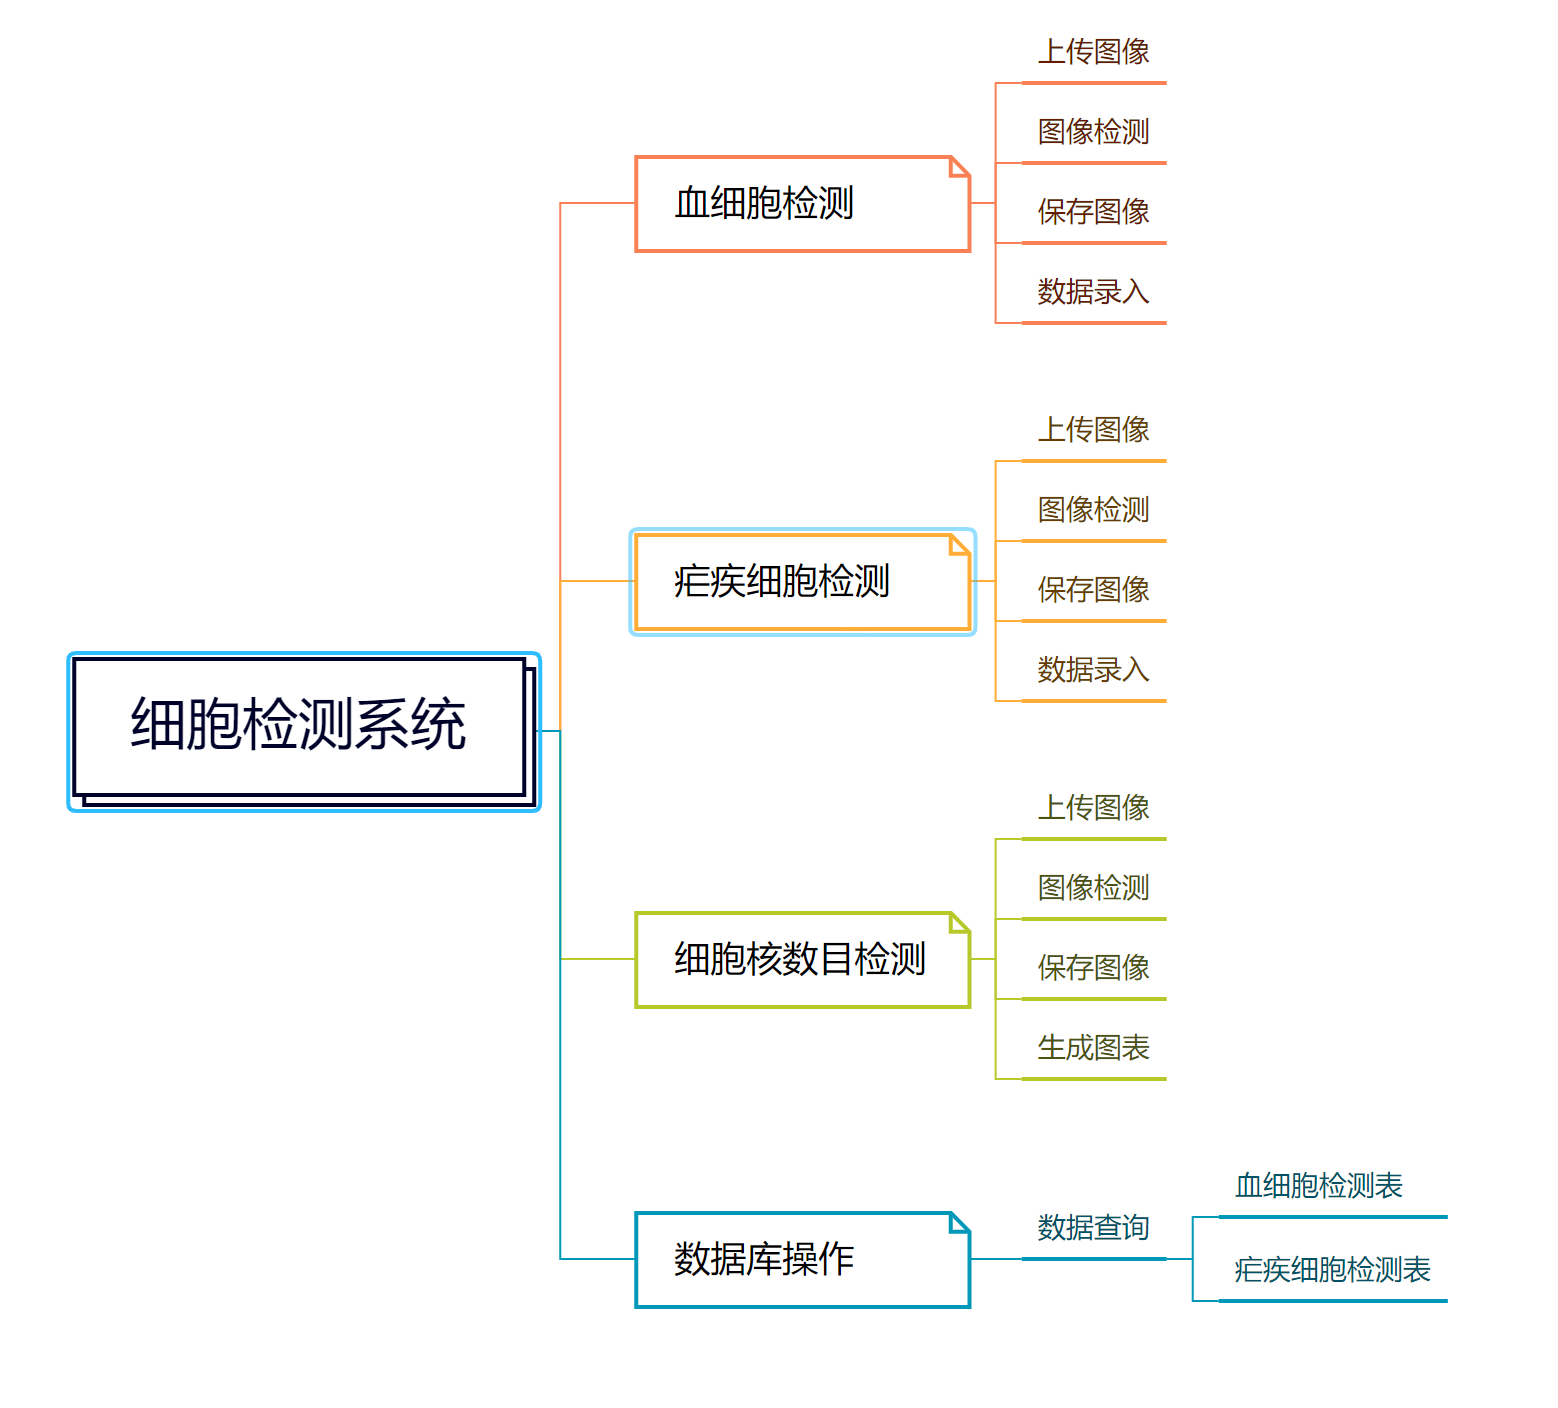 细胞检测系统
血细胞检测
上传图像
图像检测
保存图像
数据录入
疟疾细胞检测
上传图像
图像检测
保存图像
数据录入
细胞核数目检测
上传图像
图像检测
保存图像
生成图表
数据库操作
数据查询
血细胞检测表
疟疾细胞检测表